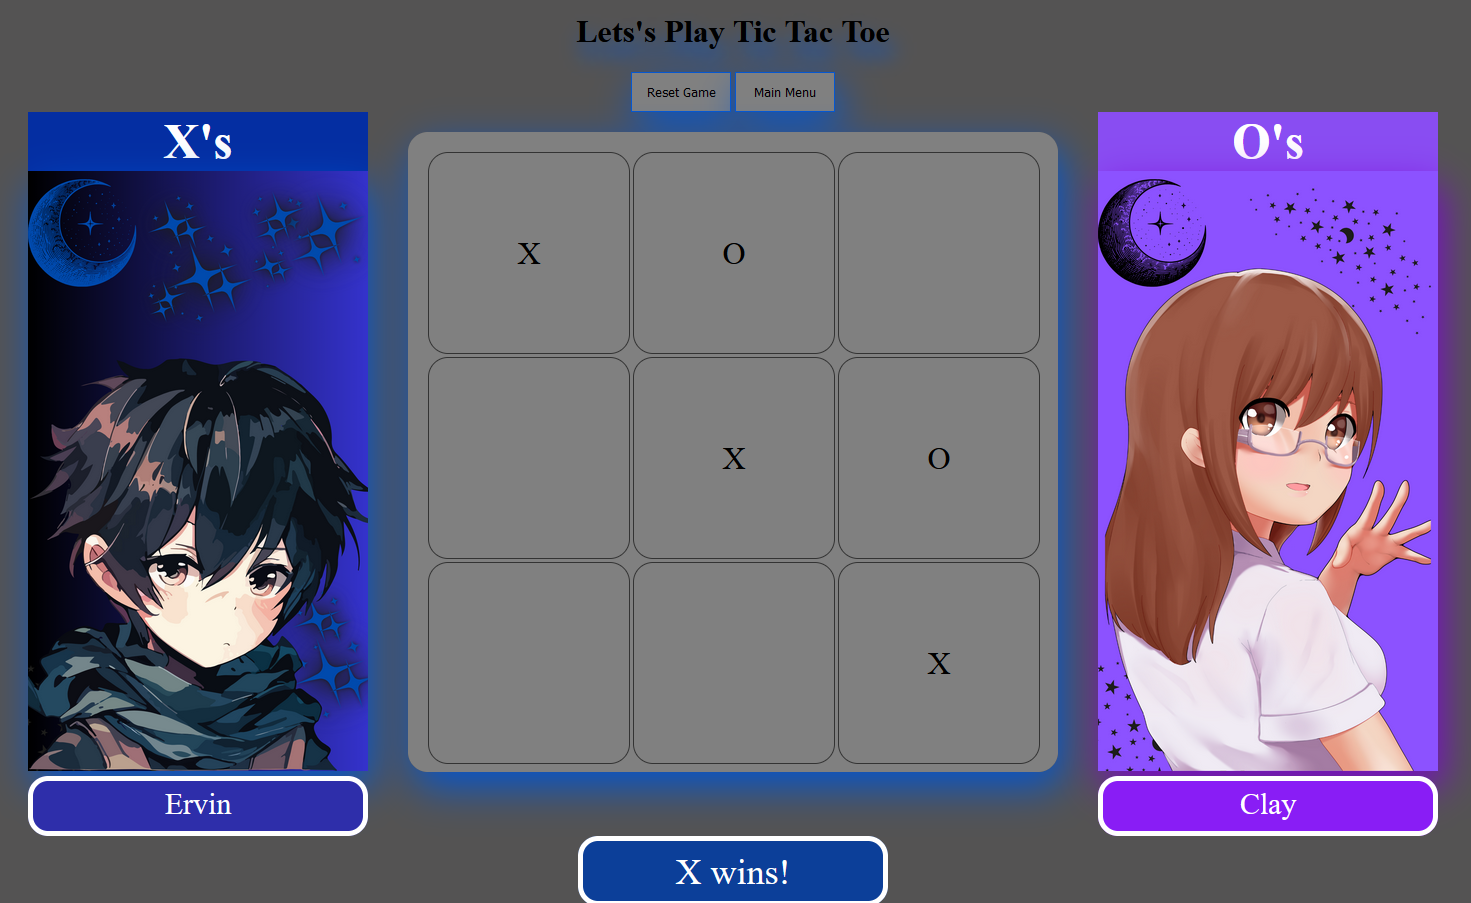 Lets's Play Tic Tac Toe
Reset Game Main Menu
X's
O's
X O
X O
X
Ervin
Clay
X wins!